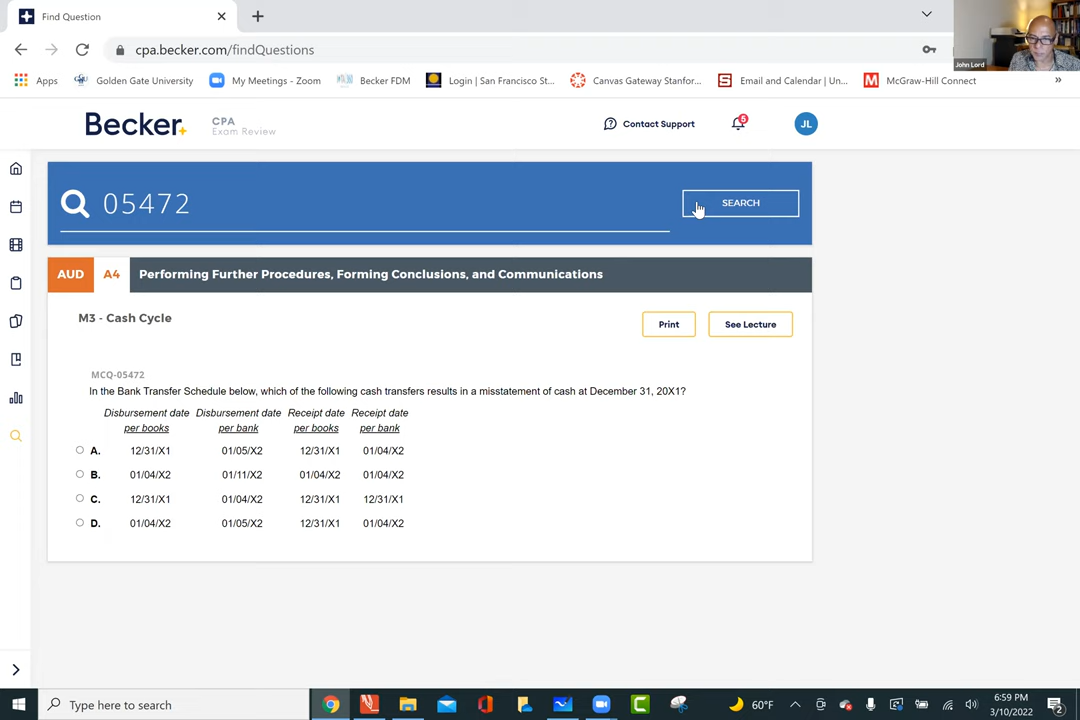 Find Question
cpa.becker.com/findQuestions
Apps Golden Gate University My Meetings - Zoom Becker FDM Login | San Francisco St... Canvas Gateway Stanfor... Email and Calendar | Un... McGraw-Hill Connect »
John Lord
Becker. CPA Exam Review
Contact Support 5 JL
05472 SEARCH
AUD A4 Performing Further Procedures, Forming Conclusions, and Communications
M3 - Cash Cycle
Print See Lecture
MCQ-05472
In the Bank Transfer Schedule below, which of the following cash transfers results in a misstatement of cash at December 31, 20X1?
Disbursement date Disbursement date Receipt date Receipt date
per books per bank per books per bank
A. 12/31/X1 01/05/X2 12/31/X1 01/04/X2
B. 01/04/X2 01/11/X2 01/04/X2 01/04/X2
C. 12/31/X1 01/04/X2 12/31/X1 12/31/X1
D. 01/04/X2 01/05/X2 12/31/X1 01/04/X2
Type here to search
60°F
6:59 PM
3/10/2022
2